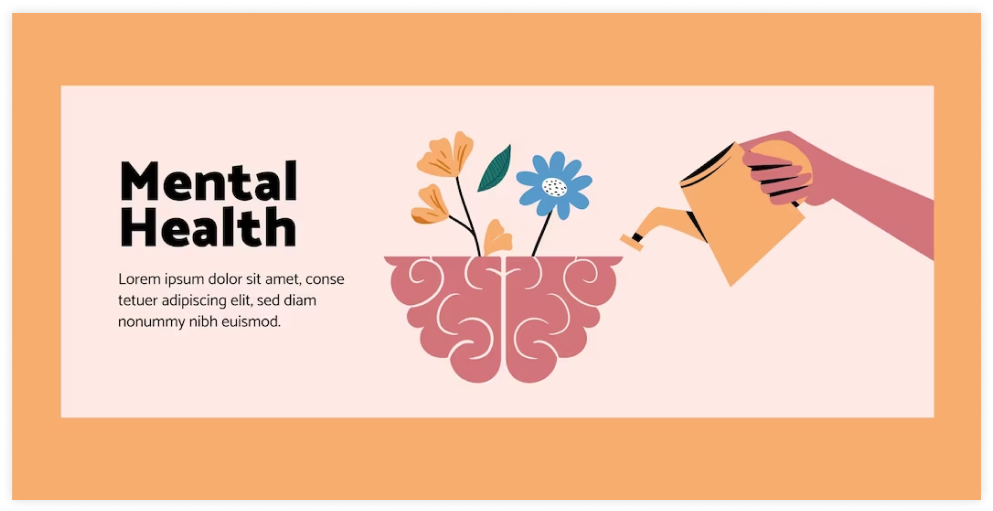 Mental
Health
Lorem ipsum dolor sit amet, conse
tetuer adipiscing elit, sed diam
nonummy nibh euismod.